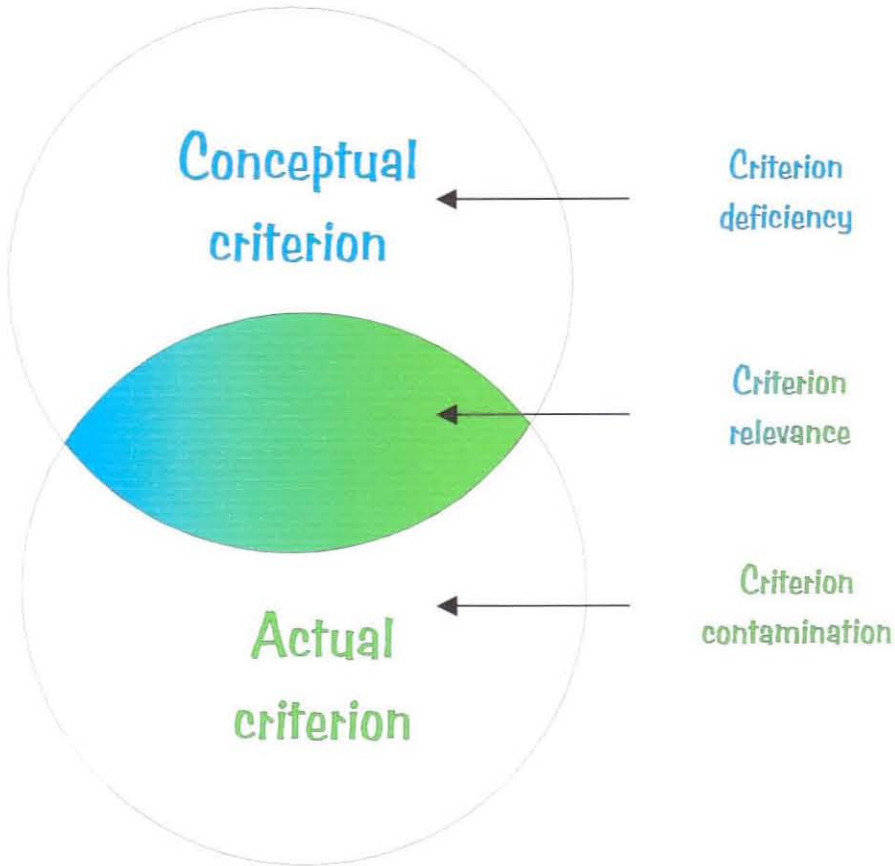 Conceptual
criterion
Criterion
deficiency
Criterion
relevance
Criterion
contamination
Actual
criterion